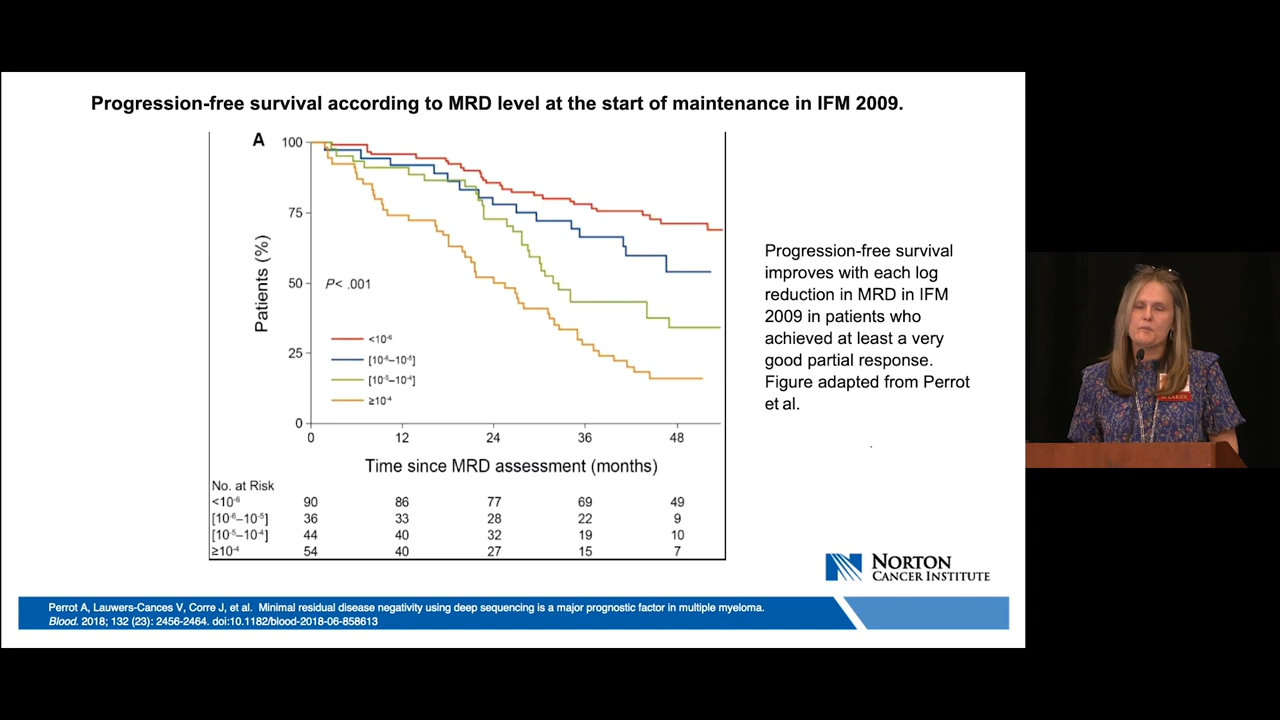 Progression-free survival according to MRD level at the start of maintenance in IFM 2009.
A
100
75
50
25
0
Patients (%)
P< .001
<10⁻⁶
[10⁻⁶–10⁻⁵]
[10⁻⁵–10⁻⁴]
≥10⁻⁴
0 12 24 36 48
Time since MRD assessment (months)
No. at Risk
<10⁻⁶ 90 86 77 69 49
[10⁻⁶–10⁻⁵] 36 33 28 22 9
[10⁻⁵–10⁻⁴] 44 40 32 19 10
≥10⁻⁴ 54 40 27 15 7
Progression-free survival
improves with each log
reduction in MRD in IFM
2009 in patients who
achieved at least a very
good partial response.
Figure adapted from Perrot
et al.
NORTON
CANCER INSTITUTE
Perrot A, Lauwers-Cances V, Corre J, et al. Minimal residual disease negativity using deep sequencing is a major prognostic factor in multiple myeloma.
Blood. 2018; 132 (23): 2456-2464. doi:10.1182/blood-2018-06-858613